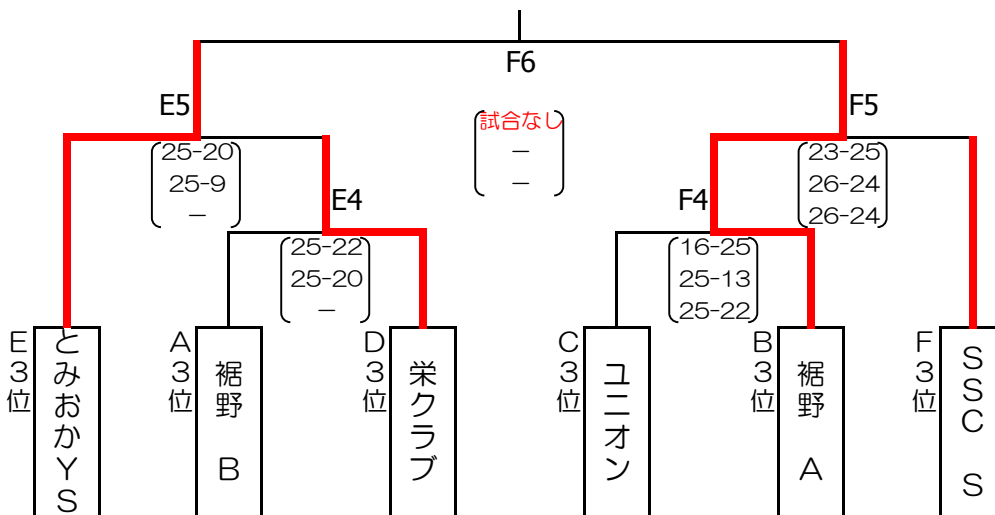 F6
E5
F5
試合なし
－
－
25-20
25-9
－
23-25
26-24
26-24
E4
F4
25-22
25-20
－
16-25
25-13
25-22
E3位
とみおかYS
A3位
裾野　B
D3位
栄クラブ
C3位
ユニオン
B3位
裾野　A
F3位
SSC　S